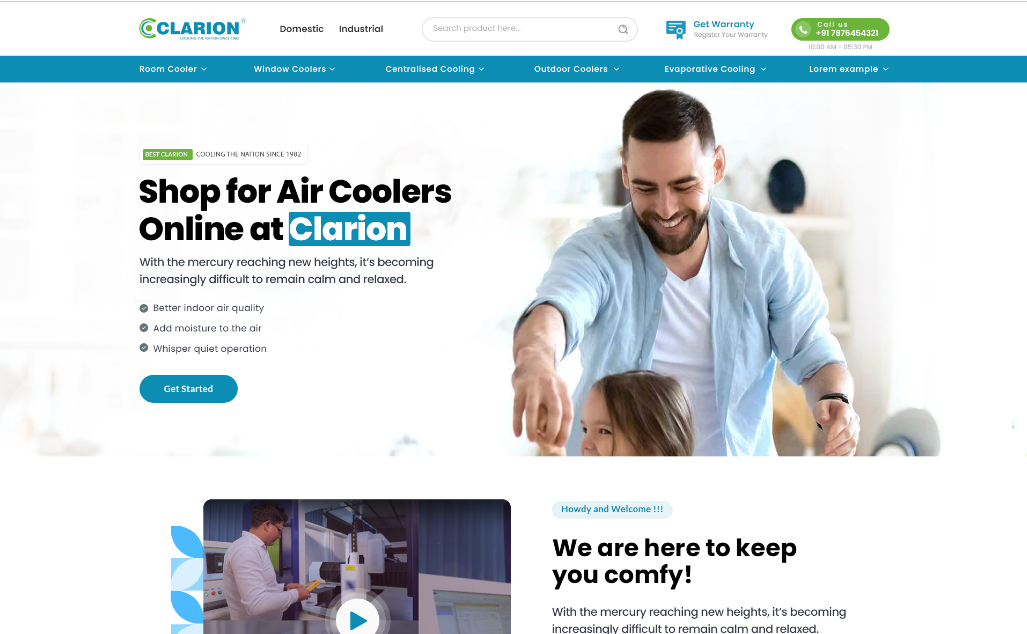 CLARION®
COOLING THE NATION SINCE 1982
Domestic
Industrial
Search product here...
Get Warranty
Register Your Warranty
Call us
+91 7876454321
10:00 AM - 05:30 PM
Room Cooler
Window Coolers
Centralised Cooling
Outdoor Coolers
Evaporative Cooling
Lorem example
BEST CLARION
COOLING THE NATION SINCE 1982
Shop for Air Coolers
Online at Clarion
With the mercury reaching new heights, it's becoming
increasingly difficult to remain calm and relaxed.
Better indoor air quality
Add moisture to the air
Whisper quiet operation
Get Started
Howdy and Welcome !!!
We are here to keep
you comfy!
With the mercury reaching new heights, it's becoming
increasingly difficult to remain calm and relaxed.